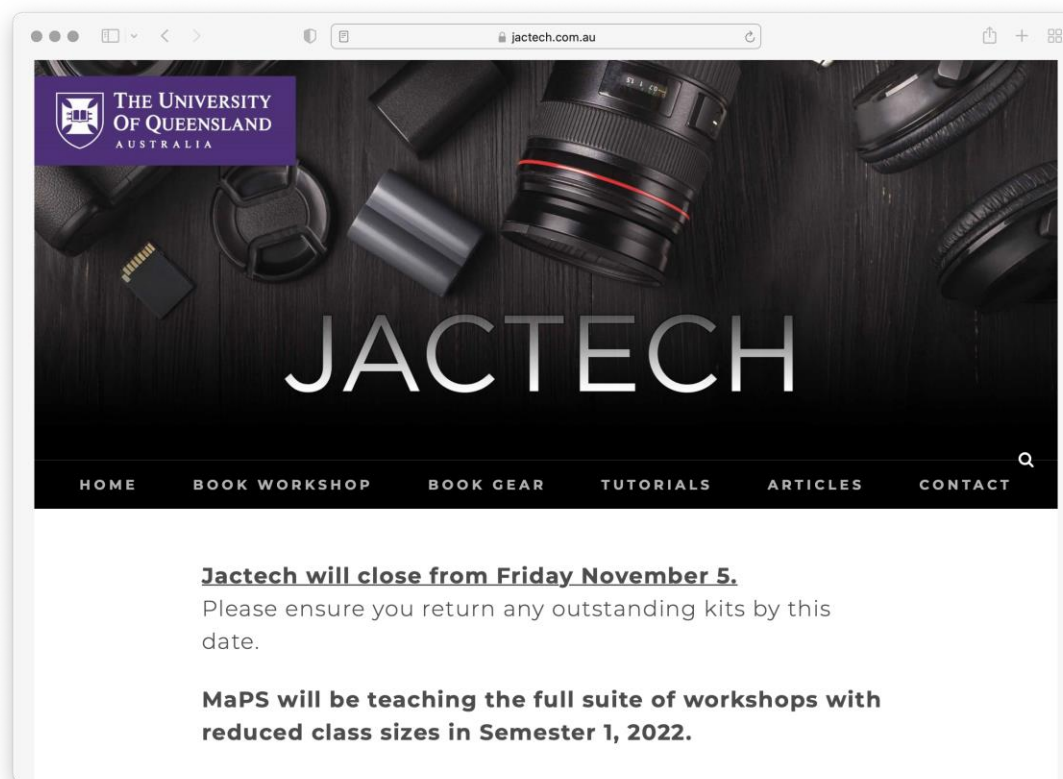 jactech.com.au
THE UNIVERSITY
OF QUEENSLAND
AUSTRALIA
JACTECH
HOME BOOK WORKSHOP BOOK GEAR TUTORIALS ARTICLES CONTACT
Jactech will close from Friday November 5.
Please ensure you return any outstanding kits by this
date.
MaPS will be teaching the full suite of workshops with
reduced class sizes in Semester 1, 2022.